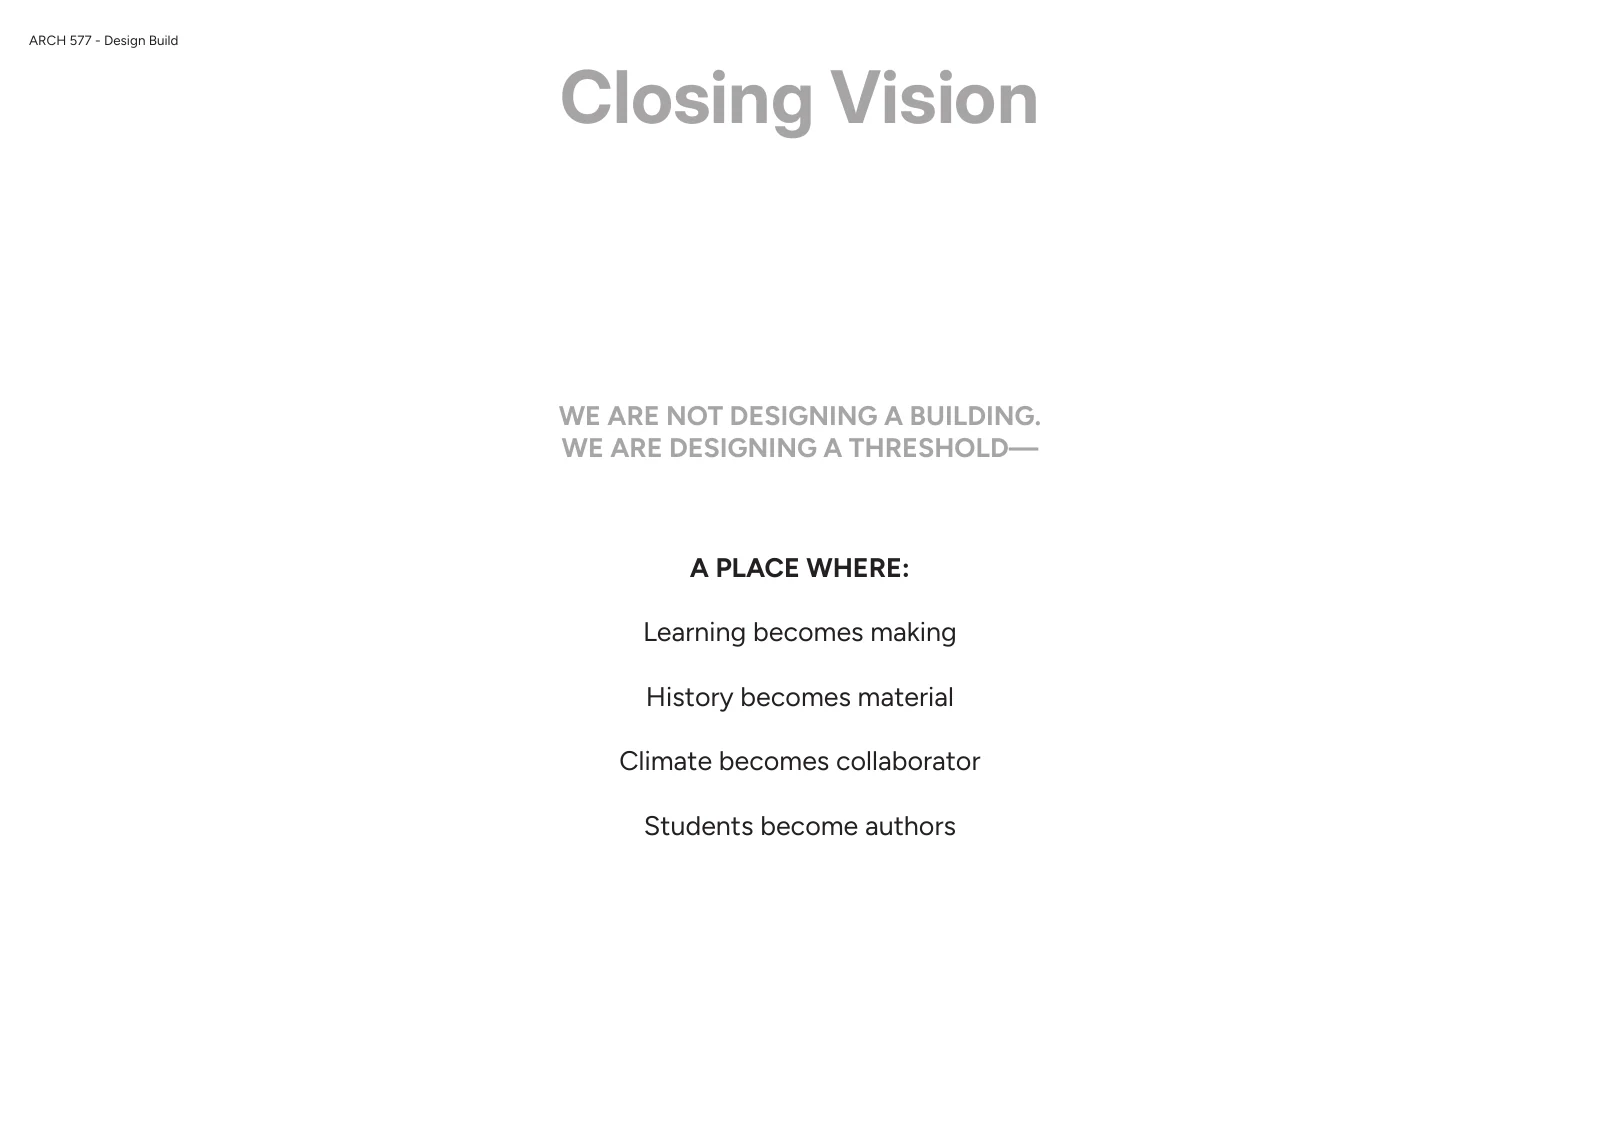 ARCH 577 - Design Build
Closing Vision
WE ARE NOT DESIGNING A BUILDING.
WE ARE DESIGNING A THRESHOLD—
A PLACE WHERE:
Learning becomes making
History becomes material
Climate becomes collaborator
Students become authors